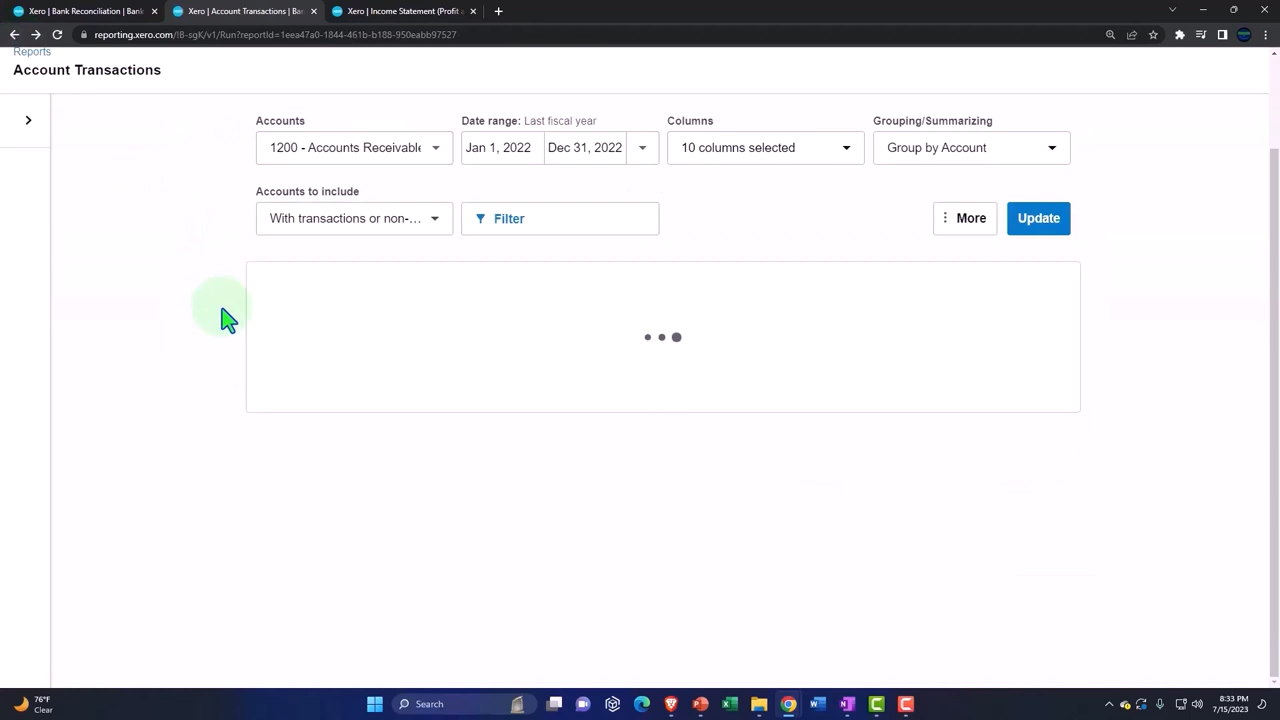 Xero | Bank Reconciliation | Bank
Xero | Account Transactions | Ba
Xero | Income Statement (Profit a
reporting.xero.com/!B-sgK/v1/Run?reportId=1eea47a0-1844-461b-b188-950eabb97527
Reports
Account Transactions
Accounts
Date range: Last fiscal year
Columns
Grouping/Summarizing
1200 - Accounts Receivabl
Jan 1, 2022
Dec 31, 2022
10 columns selected
Group by Account
Accounts to include
With transactions or non-...
Filter
More
Update
76°F
Clear
Search
8:33 PM
7/15/2023